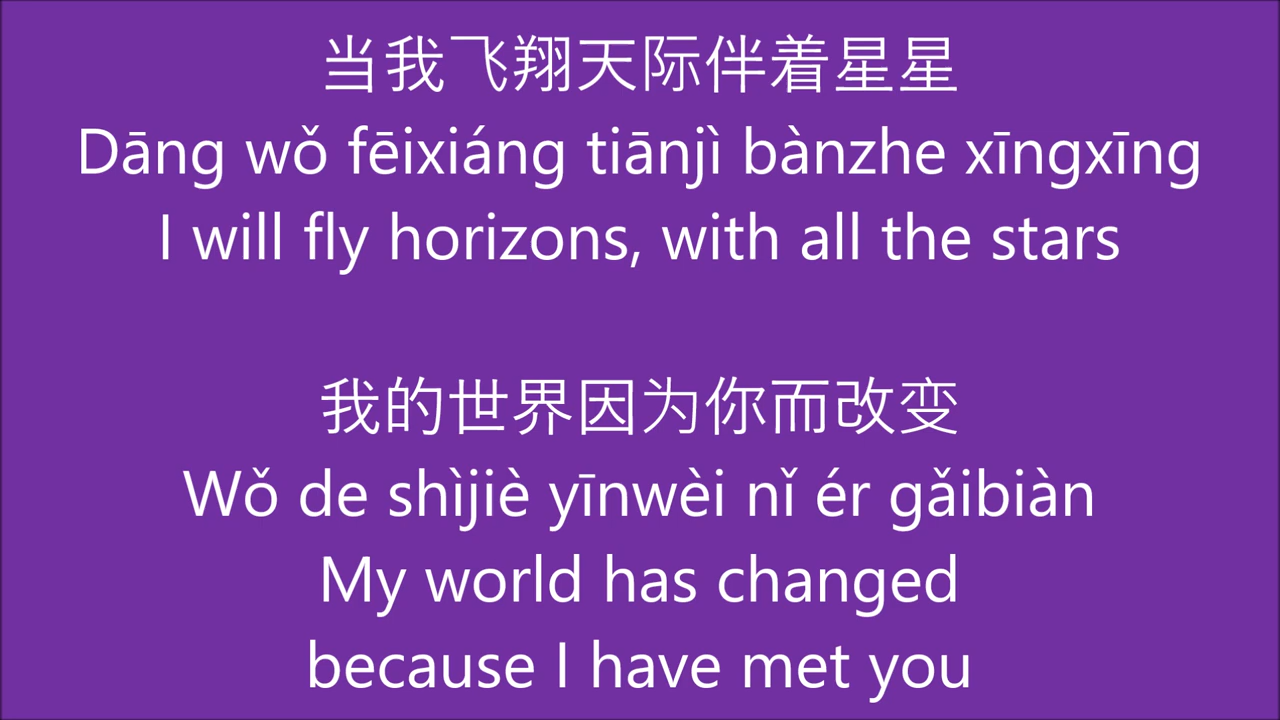 当我飞翔天际伴着星星
Dāng wǒ fēixiáng tiānjì bànzhe xīngxīng
I will fly horizons, with all the stars
我的世界因为你而改变
Wǒ de shìjiè yīnwèi nǐ ér gǎibiàn
My world has changed
because I have met you